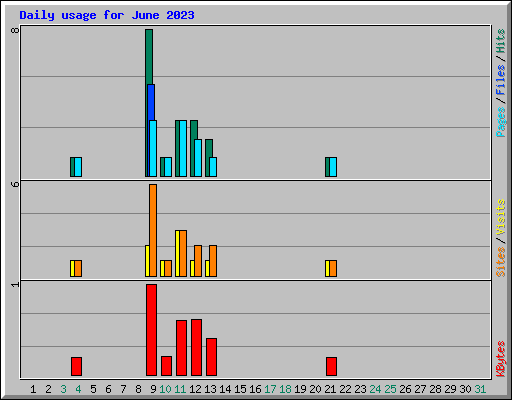 Daily usage for June 2023
8
Pages / Files / Hits
6
Sites / Visits
1
KBytes
1 2 3 4 5 6 7 8 9 10 11 12 13 14 15 16 17 18 19 20 21 22 23 24 25 26 27 28 29 30 31